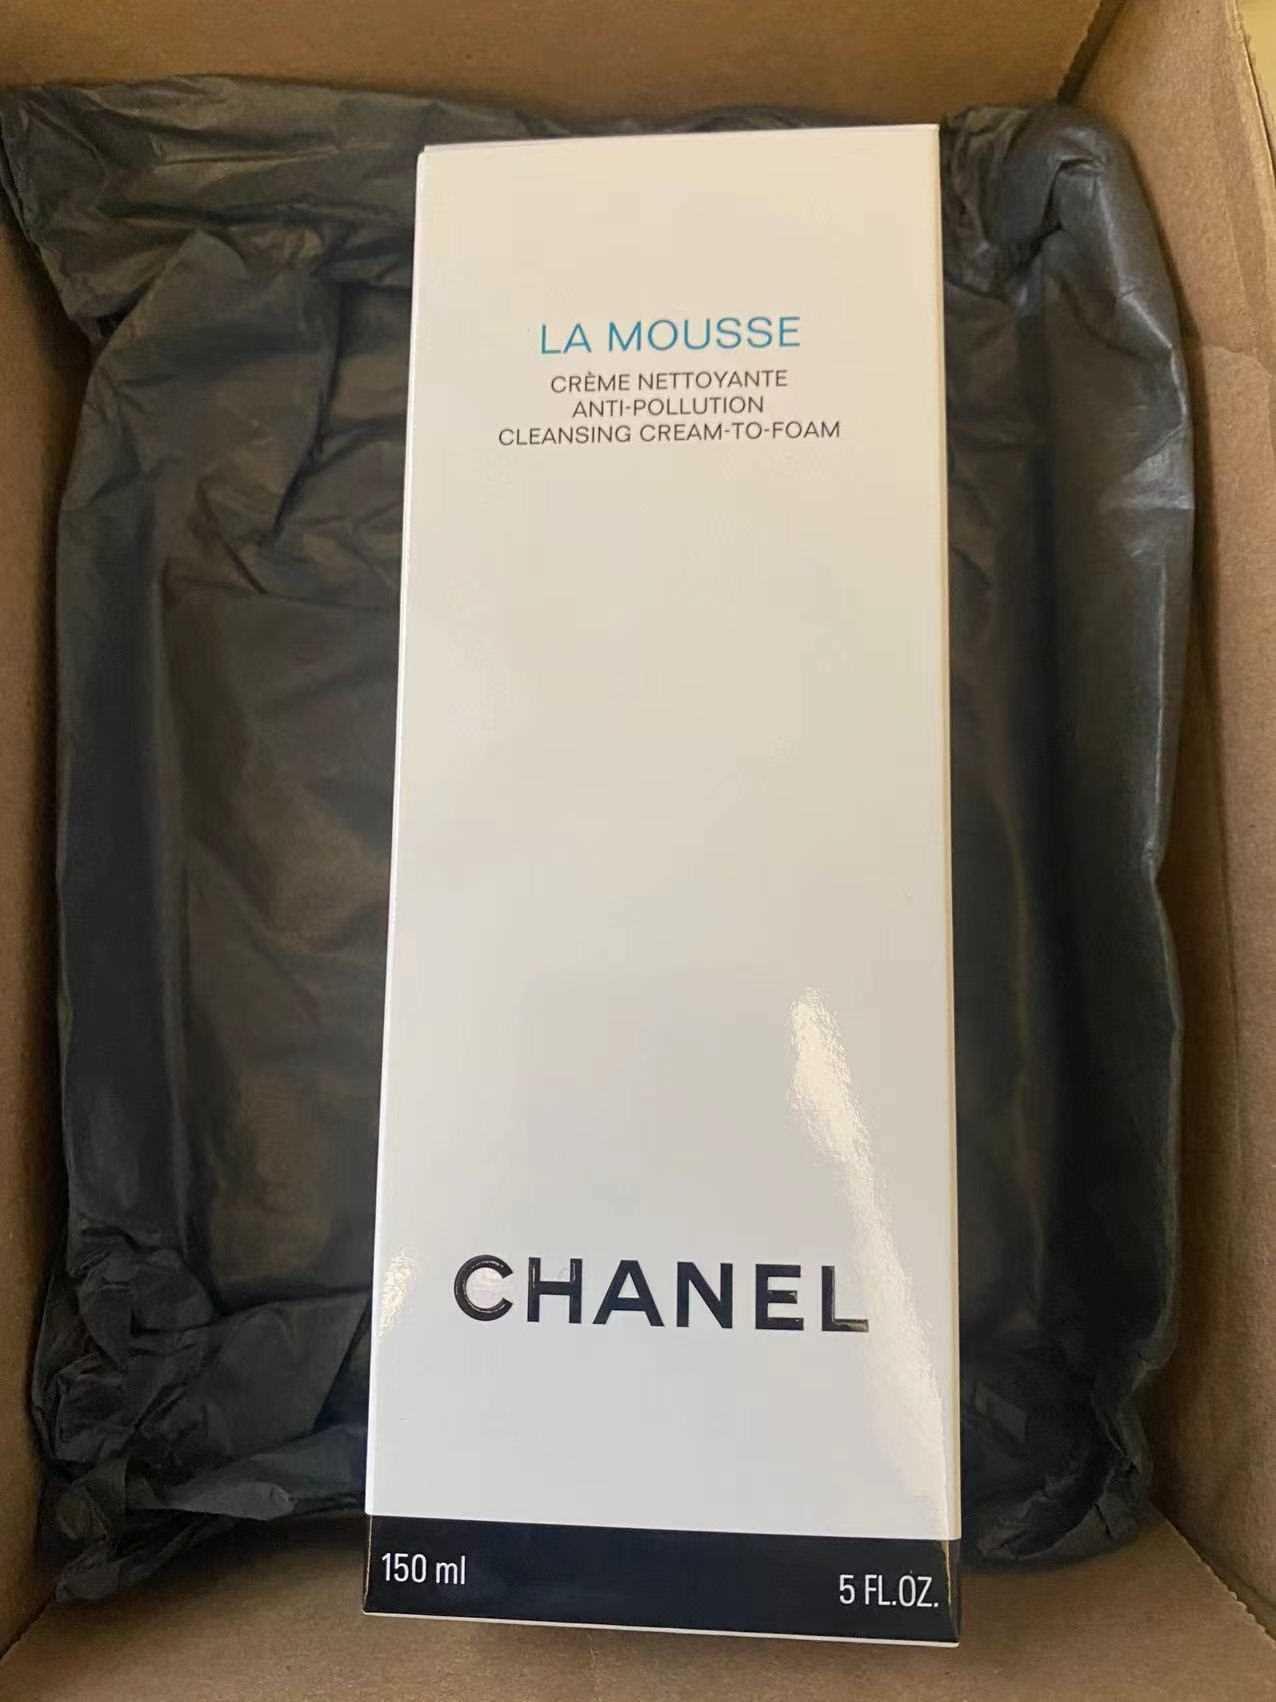 LA MOUSSE
CRÈME NETTOYANTE
ANTI-POLLUTION
CLEANSING CREAM-TO-FOAM
CHANEL
150 ml
5 FL.OZ.